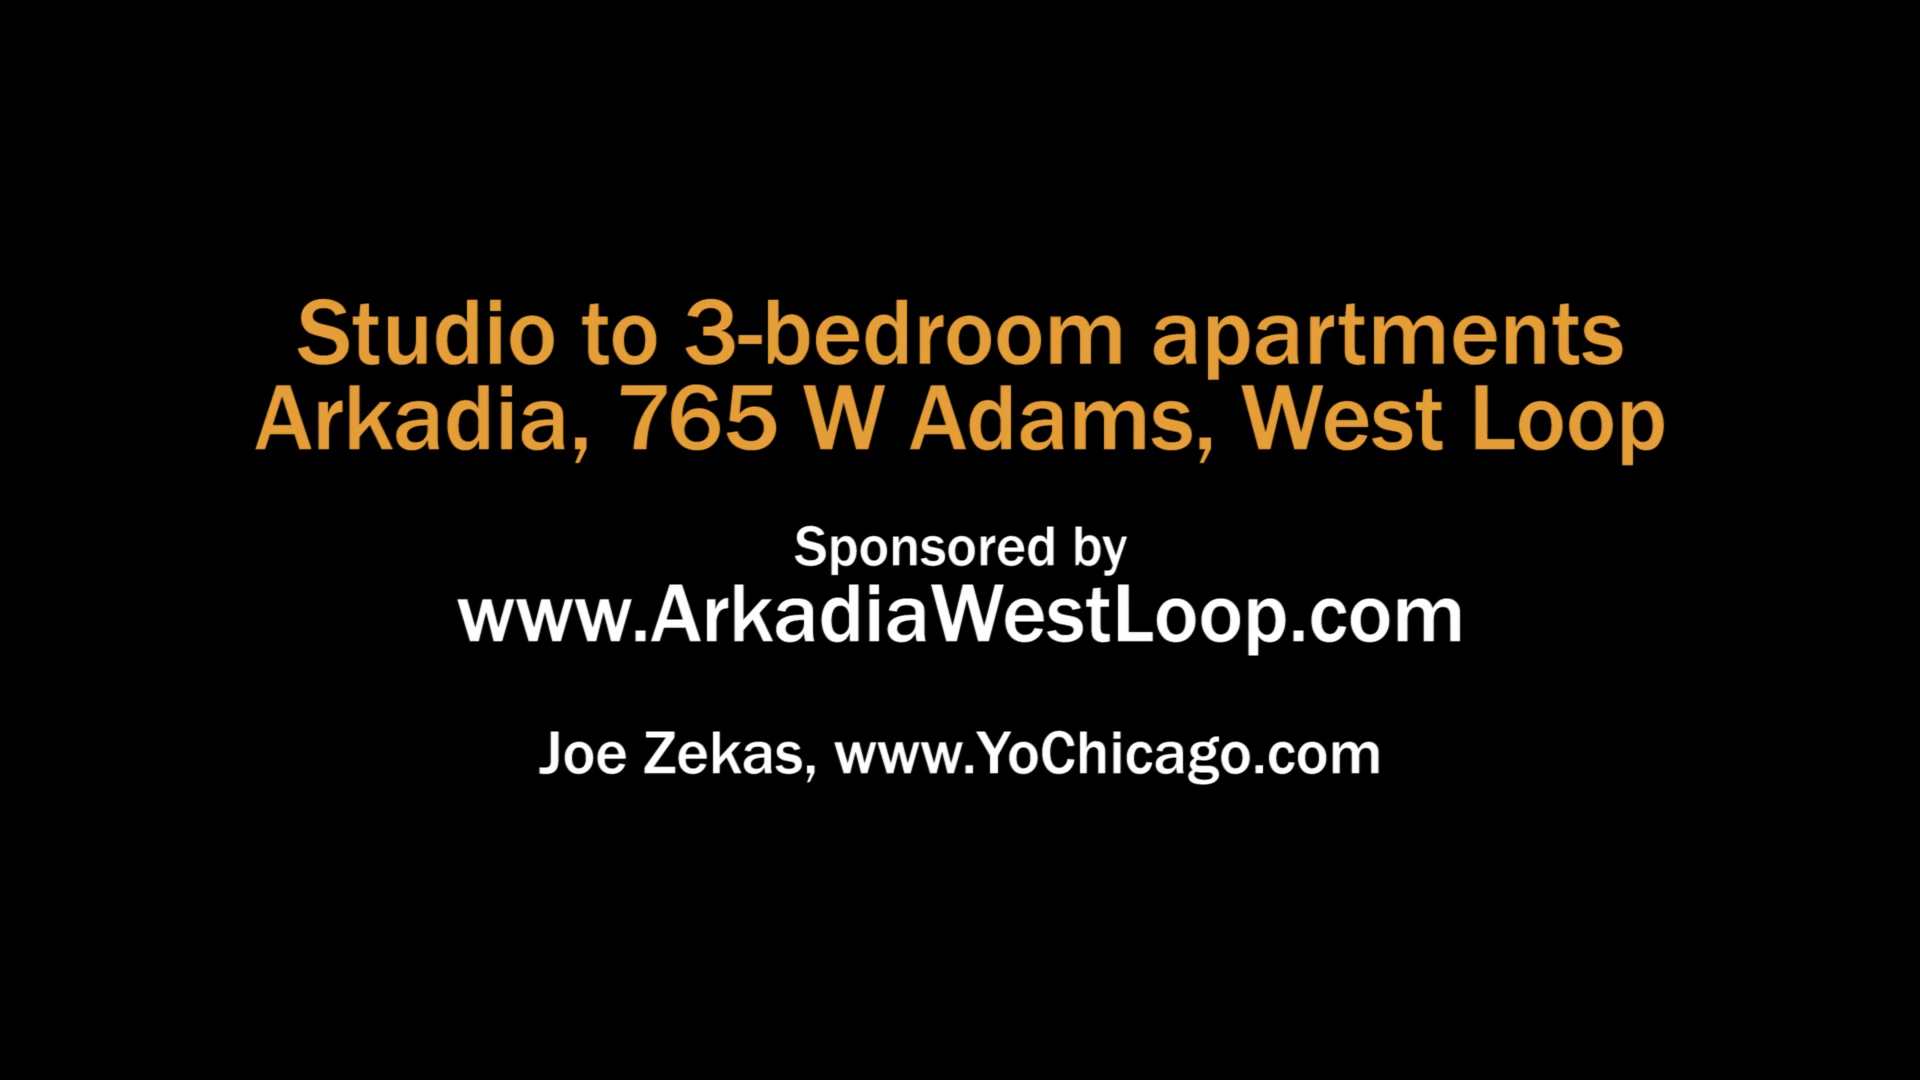 Studio to 3-bedroom apartments
Arkadia, 765 W Adams, West Loop
Sponsored by
www.ArkadiaWestLoop.com
Joe Zekas, www.YoChicago.com